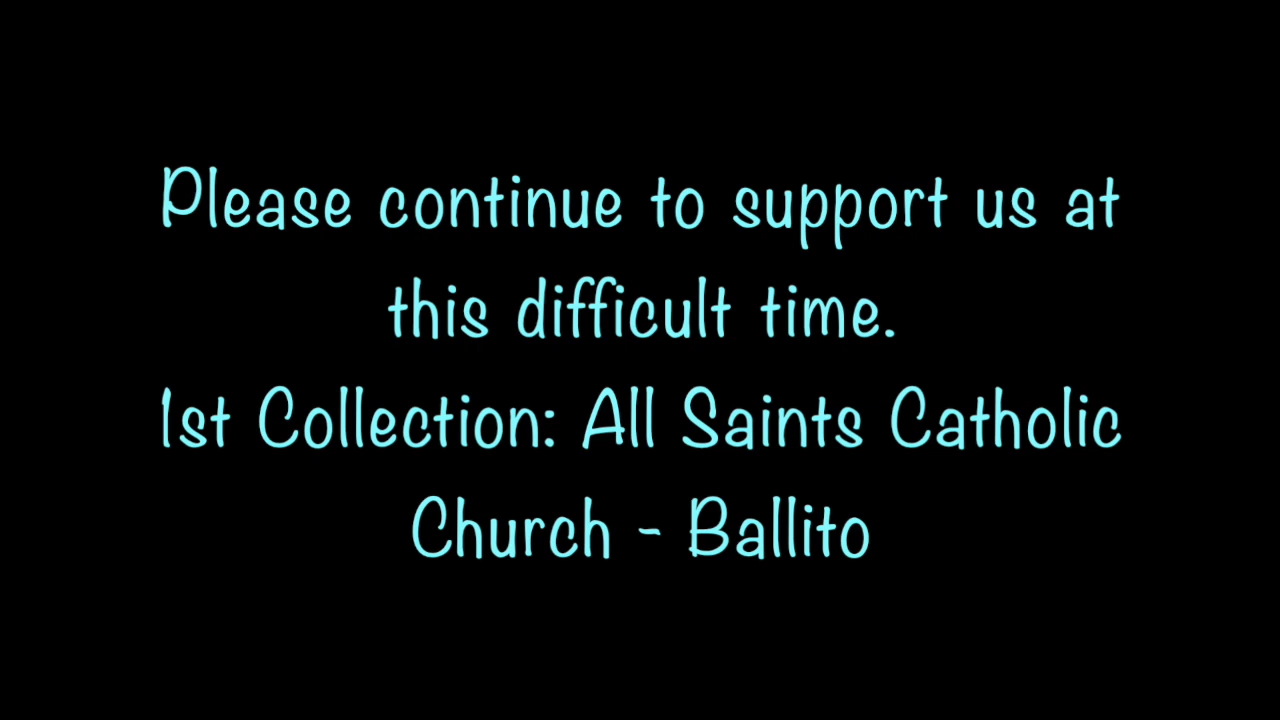 Please continue to support us at
this difficult time.
1st Collection: All Saints Catholic
Church - Ballito